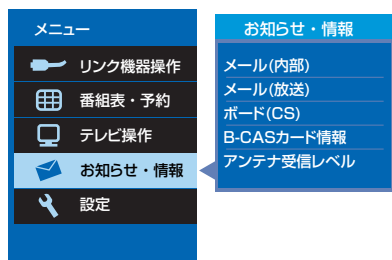 メニュー
リンク機器操作
番組表・予約
テレビ操作
お知らせ・情報
設定
お知らせ・情報
メール(内部)
メール(放送)
ボード(CS)
B-CASカード情報
アンテナ受信レベル